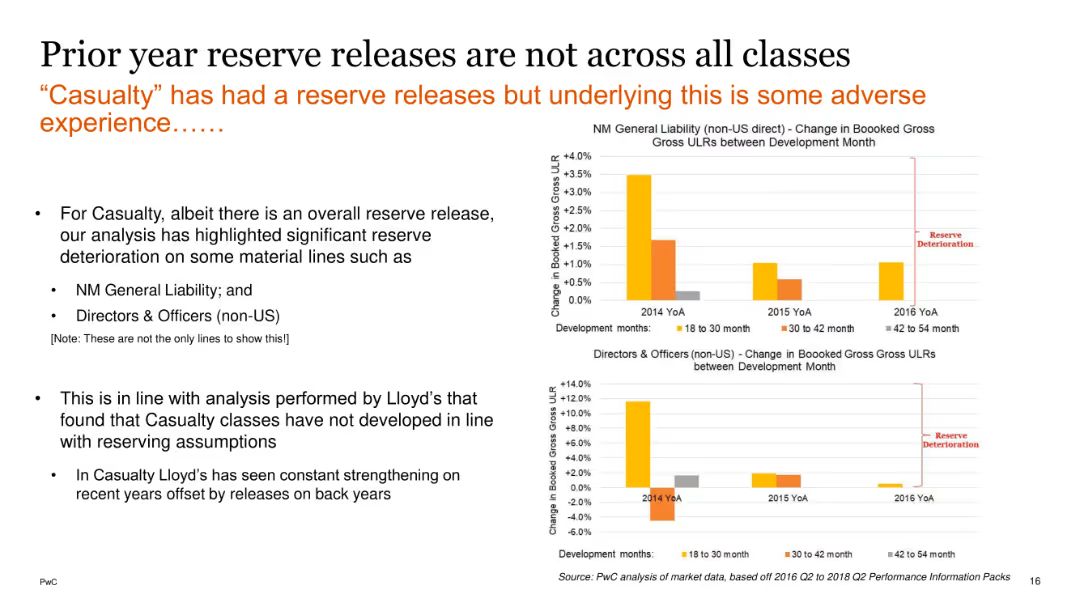 Prior year reserve releases are not across all classes
“Casualty” has had a reserve releases but underlying this is some adverse
experience……
• For Casualty, albeit there is an overall reserve release,
our analysis has highlighted significant reserve
deterioration on some material lines such as
• NM General Liability; and
• Directors & Officers (non-US)
[Note: These are not the only lines to show this!]
• This is in line with analysis performed by Lloyd’s that
found that Casualty classes have not developed in line
with reserving assumptions
• In Casualty Lloyd’s has seen constant strengthening on
recent years offset by releases on back years
NM General Liability (non-US direct) - Change in Boooked Gross
Gross ULRs between Development Month
Change in Booked Gross Gross ULR
+4.0%
+3.5%
+3.0%
+2.5%
+2.0%
+1.5%
+1.0%
+0.5%
0.0%
Reserve
Deterioration
2014 YoA 2015 YoA 2016 YoA
Development months: 18 to 30 month 30 to 42 month 42 to 54 month
Directors & Officers (non-US) - Change in Boooked Gross Gross ULRs
between Development Month
Change in Booked Gross Gross ULR
+14.0%
+12.0%
+10.0%
+8.0%
+6.0%
+4.0%
+2.0%
0.0%
-2.0%
-4.0%
-6.0%
Reserve
Deterioration
2014 YoA 2015 YoA 2016 YoA
Development months: 18 to 30 month 30 to 42 month 42 to 54 month
Source: PwC analysis of market data, based off 2016 Q2 to 2018 Q2 Performance Information Packs
PwC
16